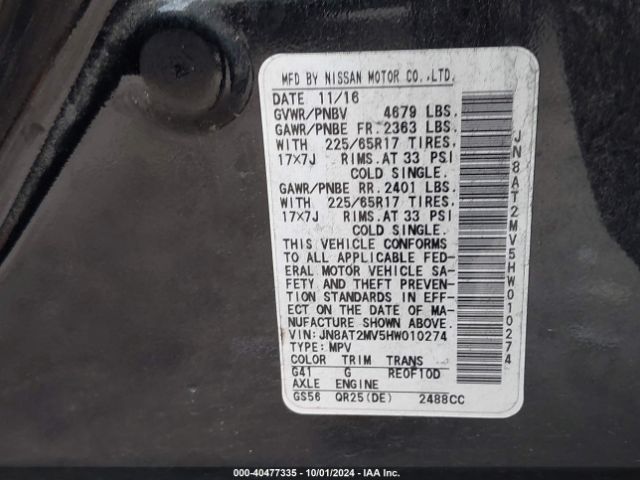 MFD BY NISSAN MOTOR CO.,LTD.
DATE 11/16
GVWR/PNBV 4679 LBS.
GAWR/PNBE FR.2363 LBS.
WITH 225/65R17 TIRES.
17×7J RIMS.AT 33 PSI
COLD SINGLE.
GAWR/PNBE RR.2401 LBS.
WITH 225/65R17 TIRES.
17×7J RIMS.AT 33 PSI
COLD SINGLE.
THIS VEHICLE CONFORMS
TO ALL APPLICABLE FED-
ERAL MOTOR VEHICLE SA-
FETY AND THEFT PREVEN-
TION STANDARDS IN EFF-
ECT ON THE DATE OF MA-
NUFACTURE SHOWN ABOVE.
VIN:JN8AT2MV5HW010274
TYPE:MPV
COLOR TRIM TRANS
G41 G RE0F10D
AXLE ENGINE
GS56 QR25(DE) 2488CC
JN8AT2MV5HW010274
000-40477335 - 10/01/2024 - IAA Inc.